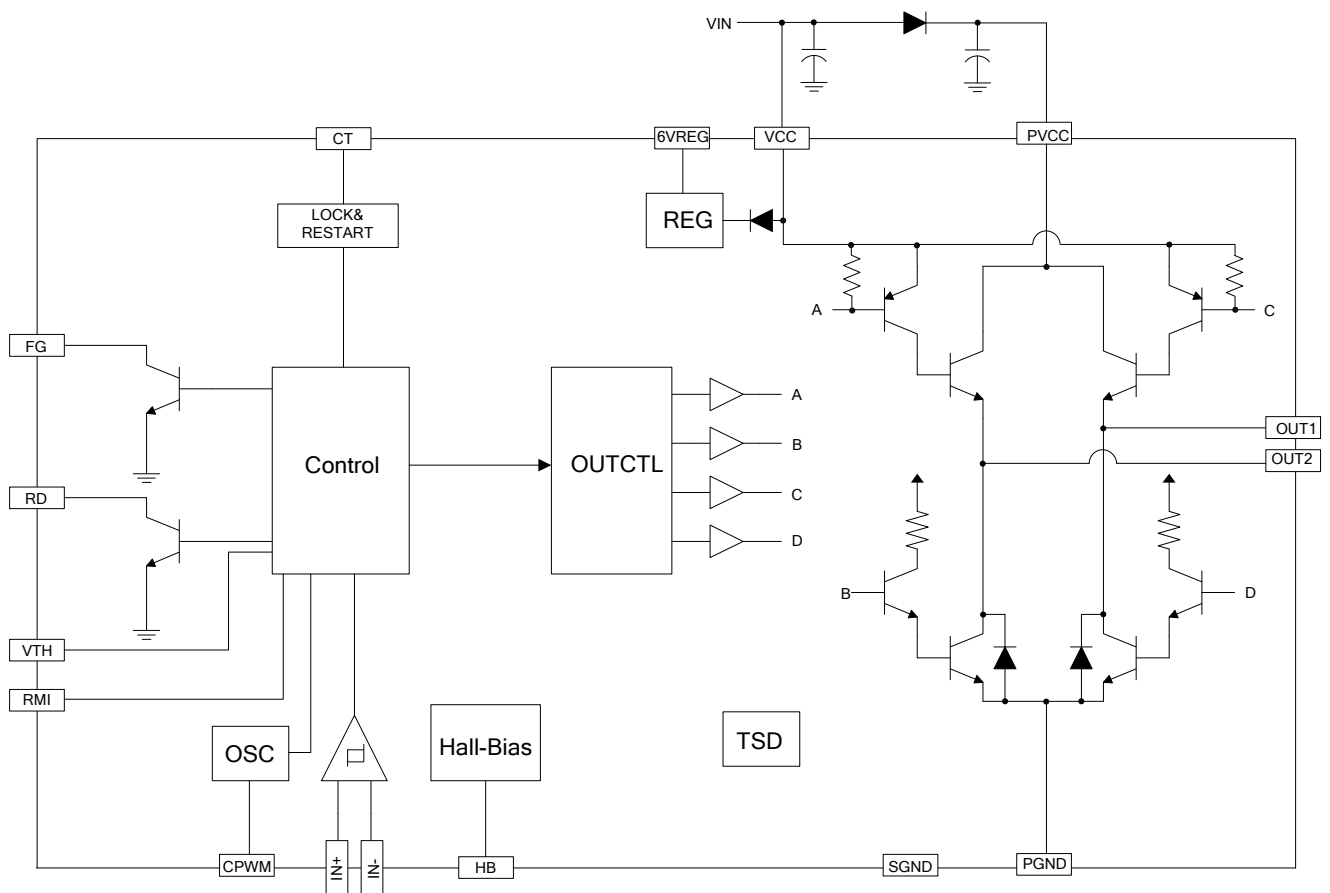 VIN
CT
6VREG
VCC
PVCC
LOCK&
RESTART
REG
A
C
FG
Control
OUTCTL
A
B
C
D
OUT1
OUT2
RD
B
D
VTH
RMI
OSC
Hall-Bias
TSD
CPWM
IN+
IN-
HB
SGND
PGND